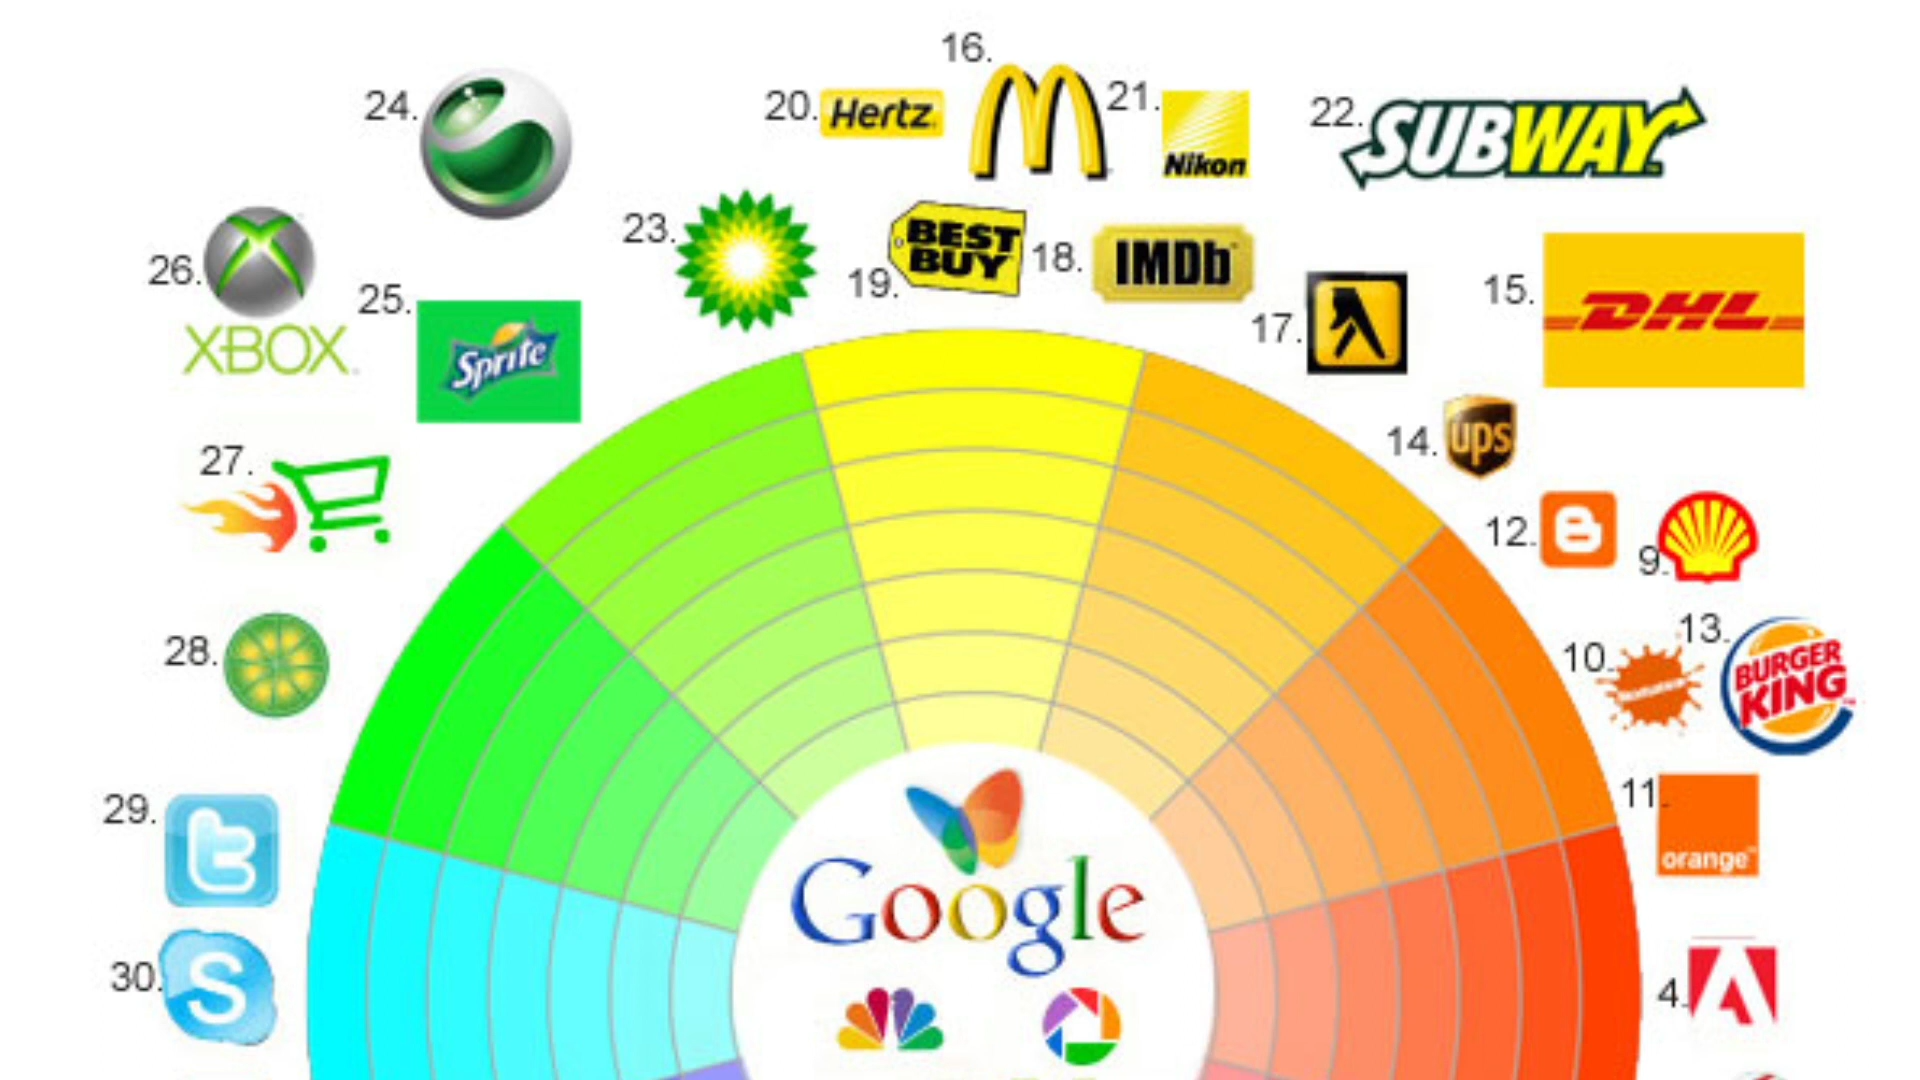 16.
24.
20. Hertz
21.
Nikon
22. SUBWAY
26.
XBOX
25.
Sprite
23.
19.
BEST
BUY
18. IMDb
17.
15. DHL
14. ups
27.
12.
9.
28.
10.
13.
BURGER
KING
29.
t
11.
orange™
Google
30. S
4.